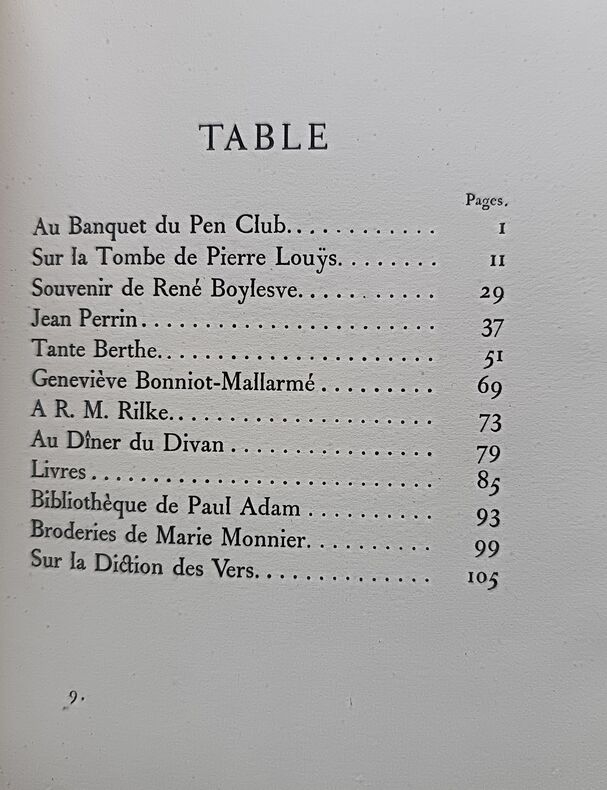 TABLE
Pages.
Au Banquet du Pen Club. . . . . . . . . . . . 1
Sur la Tombe de Pierre Louÿs. . . . . . . . 11
Souvenir de René Boylesve. . . . . . . . . . . 29
Jean Perrin. . . . . . . . . . . . . . . . . . . . . . 37
Tante Berthe. . . . . . . . . . . . . . . . . . . . . 51
Geneviève Bonniot-Mallarmé . . . . . . . . . 69
A R. M. Rilke. . . . . . . . . . . . . . . . . . . . 73
Au Dîner du Divan . . . . . . . . . . . . . . . . 79
Livres . . . . . . . . . . . . . . . . . . . . . . . . . 85
Bibliothèque de Paul Adam . . . . . . . . . . 93
Broderies de Marie Monnier. . . . . . . . . . 99
Sur la Diction des Vers. . . . . . . . . . . . . . 105
9.